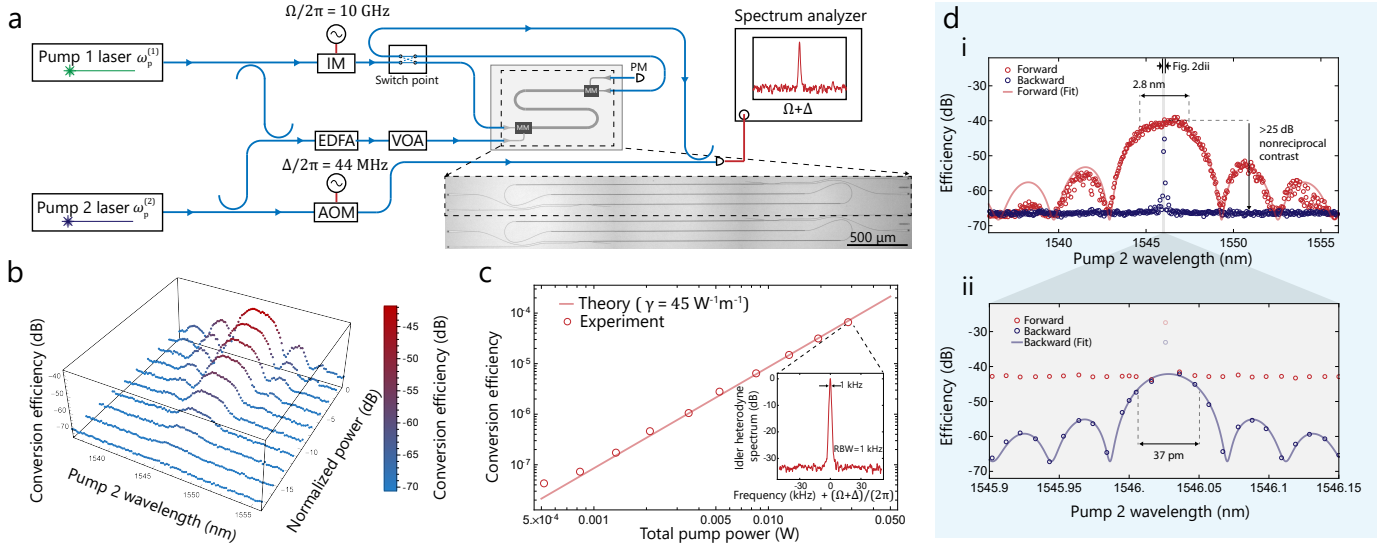 a
Ω/2π = 10 GHz
Pump 1 laser ωp(1)
IM
Switch point
PM
MM
MM
EDFA
VOA
Δ/2π = 44 MHz
Pump 2 laser ωp(2)
AOM
Spectrum analyzer
Ω+Δ
500 μm
b
Conversion efficiency (dB)
-40
-50
-60
-70
1540
1545
1550
1555
Pump 2 wavelength (nm)
0
-5
-10
-15
Normalized power (dB)
-45
-50
-55
-60
-65
-70
Conversion efficiency (dB)
c
Theory ( γ = 45 W⁻¹m⁻¹)
Experiment
Conversion efficiency
10⁻⁴
10⁻⁵
10⁻⁶
10⁻⁷
5.×10⁻⁴
0.001
0.005
0.010
0.050
Total pump power (W)
Idler heterodyne
spectrum (dB)
0
-10
-20
-30
1 kHz
RBW=1 kHz
-40
0
40
Frequency (kHz) + (Ω+Δ)/(2π)
d
i
Forward
Backward
Forward (Fit)
Fig. 2dii
2.8 nm
>25 dB
nonreciprocal
contrast
Efficiency (dB)
-30
-40
-50
-60
-70
1540
1545
1550
1555
Pump 2 wavelength (nm)
ii
Forward
Backward
Backward (Fit)
37 pm
Efficiency (dB)
-30
-40
-50
-60
-70
1545.9
1545.95
1546.
1546.05
1546.1
1546.15
Pump 2 wavelength (nm)